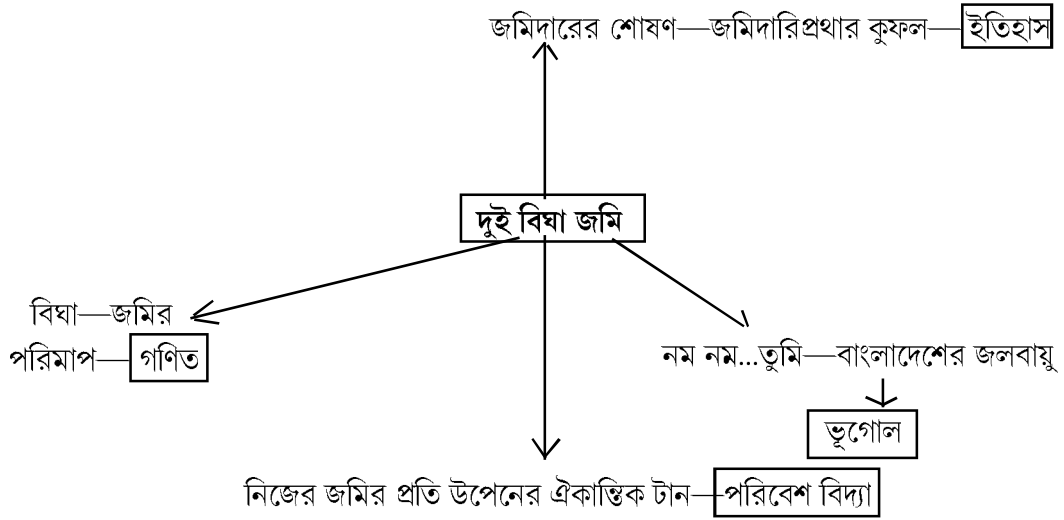 জমিদারের শোষণ—জমিদারিপ্রথার কুফল—ইতিহাস
দুই বিঘা জমি
বিঘা—জমির
পরিমাপ—গণিত
নম নম...তুমি—বাংলাদেশের জলবায়ু
ভূগোল
নিজের জমির প্রতি উপেনের ঐকান্তিক টান—পরিবেশ বিদ্যা